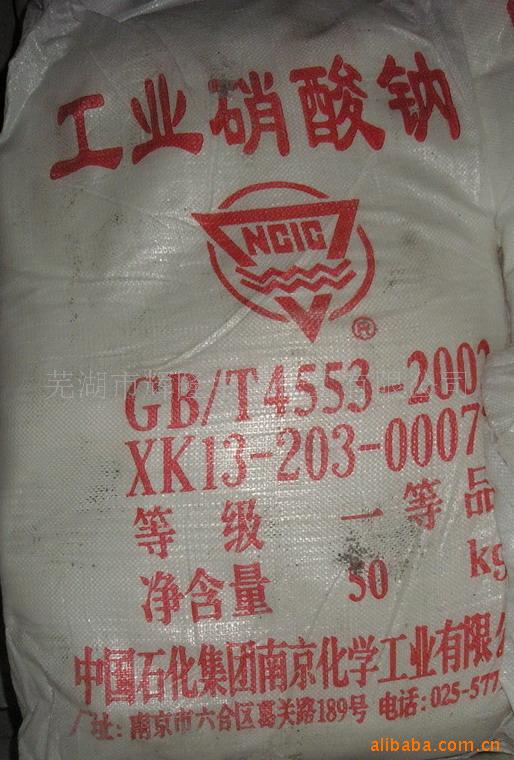 工业硝酸钠
NCIC
®
GB/T4553-200
XK13-203-0007
等级 一等品
净含量 50 kg
中国石化集团南京化学工业有限
厂址：南京市六合区葛关路189号 电话：025-577
芜湖市
alibaba.com.cn